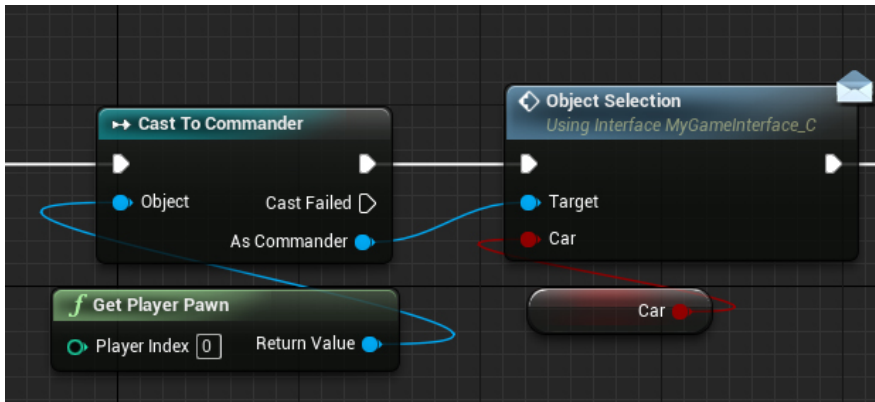 Cast To Commander
Object
Cast Failed
As Commander
Get Player Pawn
Player Index 0
Return Value
Object Selection
Using Interface MyGameInterface_C
Target
Car
Car